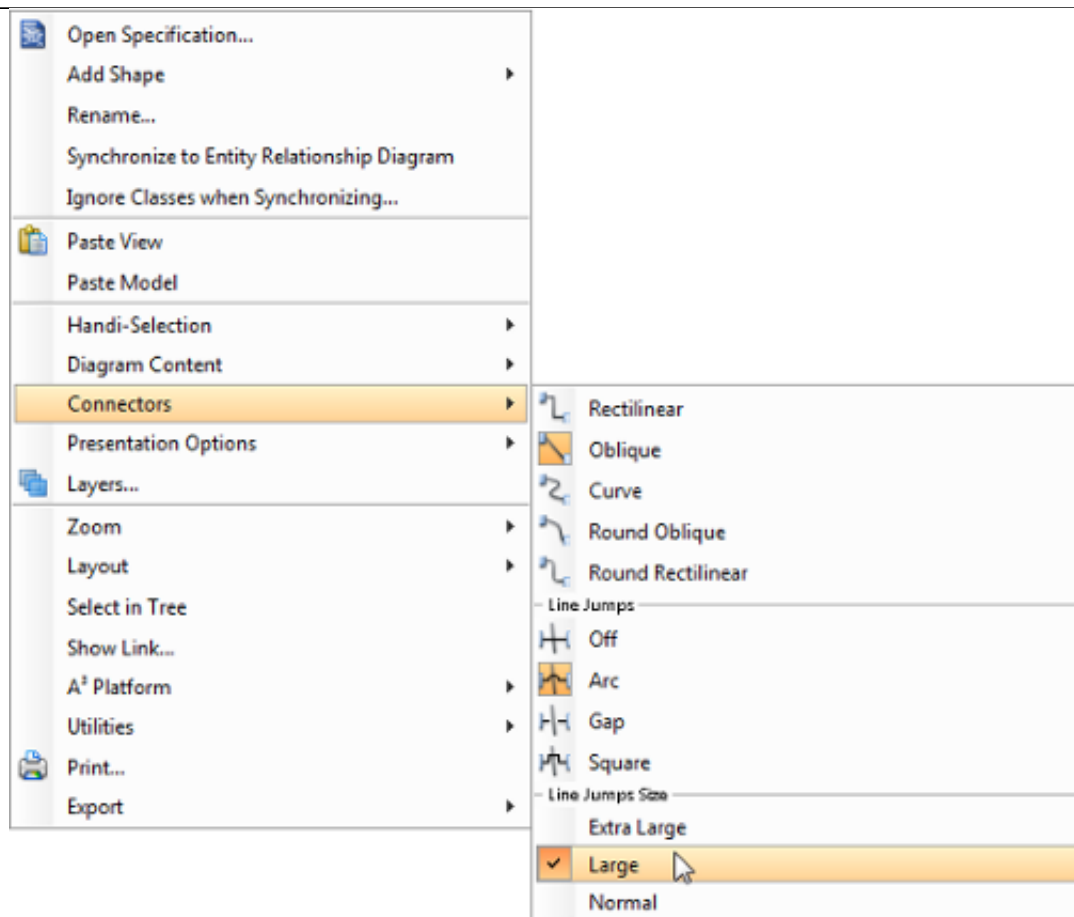 Open Specification...
Add Shape
Rename...
Synchronize to Entity Relationship Diagram
Ignore Classes when Synchronizing...
Paste View
Paste Model
Handi-Selection
Diagram Content
Connectors
Presentation Options
Layers...
Zoom
Layout
Select in Tree
Show Link...
A³ Platform
Utilities
Print...
Export
Rectilinear
Oblique
Curve
Round Oblique
Round Rectilinear
Line Jumps
Off
Arc
Gap
Square
Line Jumps Size
Extra Large
Large
Normal